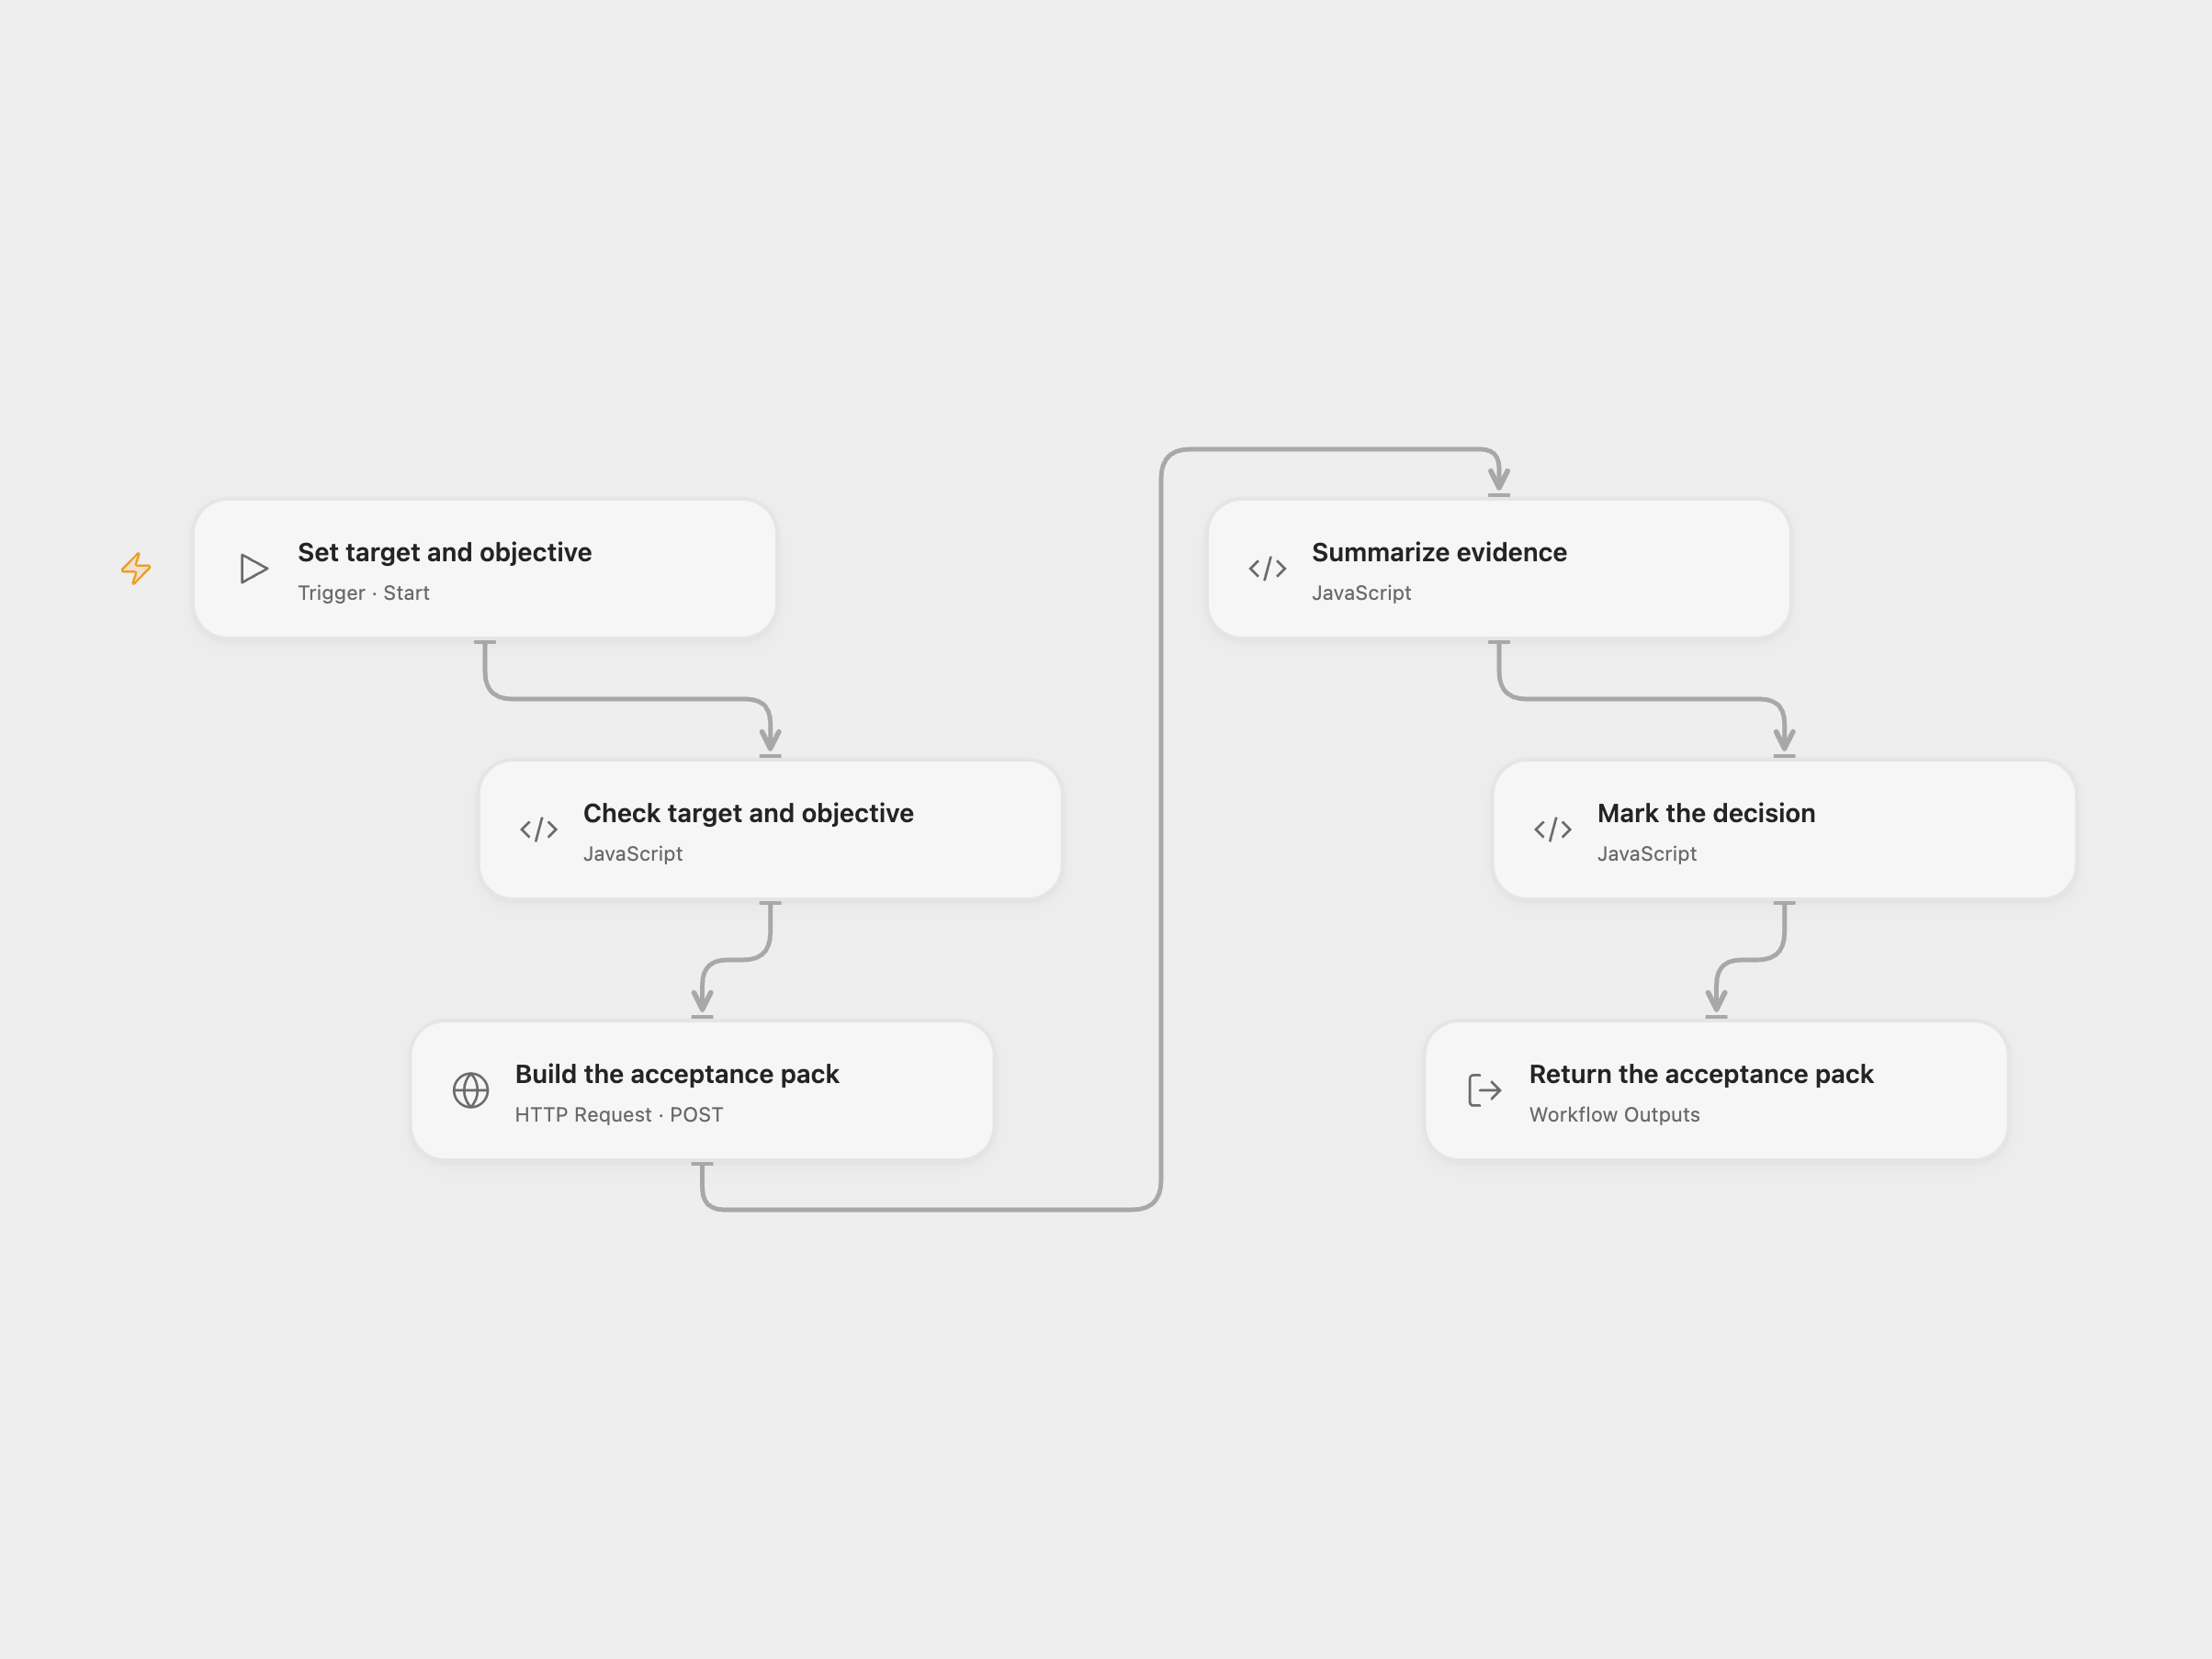 Set target and objective
Trigger · Start
Check target and objective
JavaScript
Build the acceptance pack
HTTP Request · POST
Summarize evidence
JavaScript
Mark the decision
JavaScript
Return the acceptance pack
Workflow Outputs